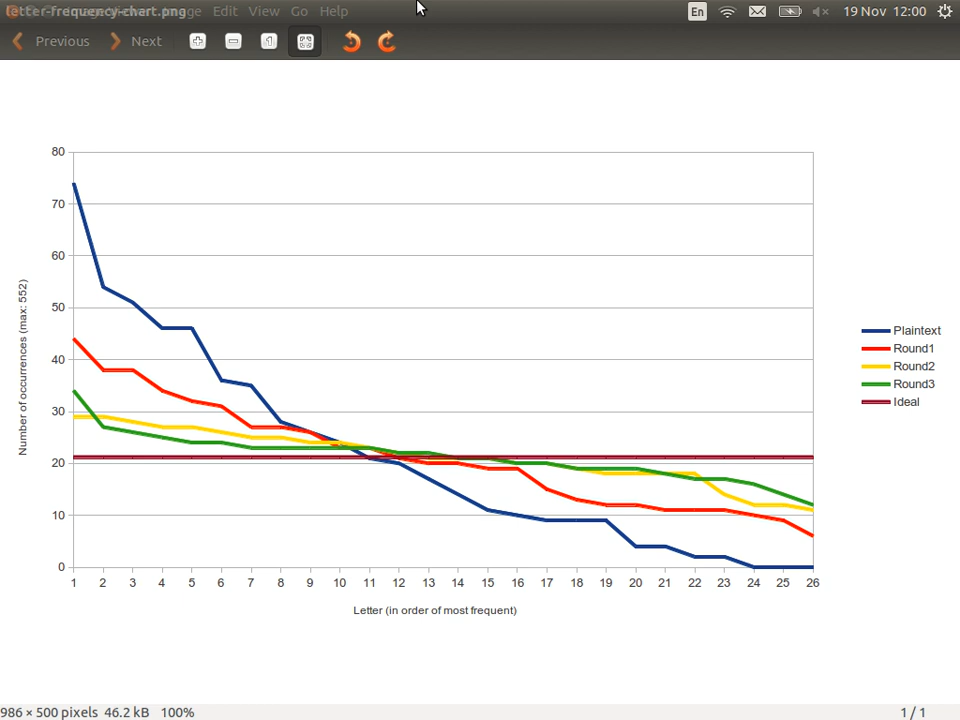 letter-frequency-chart.png Edit View Go Help En 19 Nov 12:00
Previous Next
80
70
60
50
40
30
20
10
0
Number of occurrences (max: 552)
1 2 3 4 5 6 7 8 9 10 11 12 13 14 15 16 17 18 19 20 21 22 23 24 25 26
Letter (in order of most frequent)
Plaintext
Round1
Round2
Round3
Ideal
986 × 500 pixels 46.2 kB 100% 1 / 1